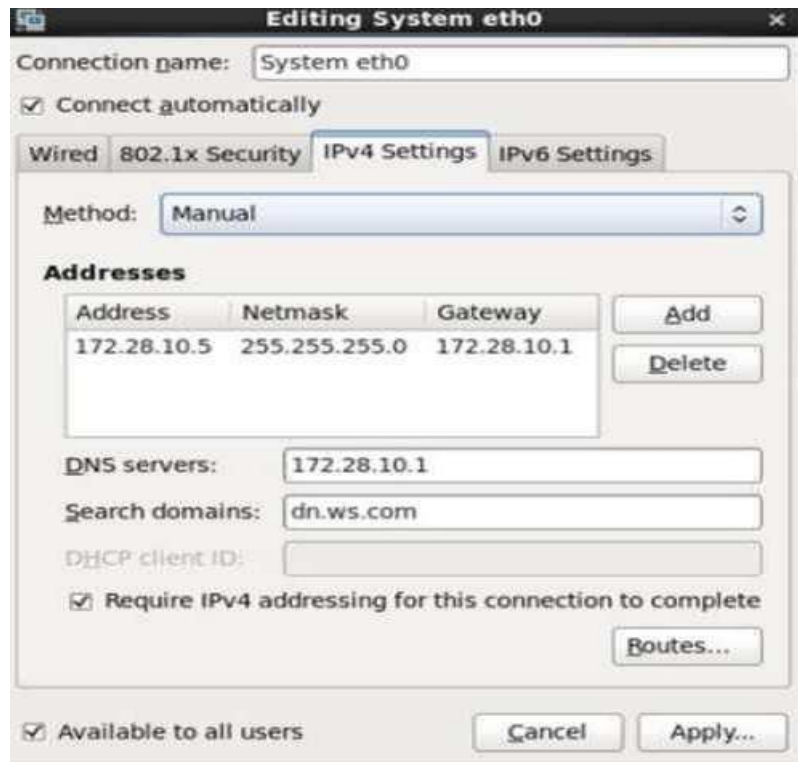 Editing System eth0
Connection name: System eth0
Connect automatically
Wired 802.1x Security IPv4 Settings IPv6 Settings
Method: Manual
Addresses
Address Netmask Gateway
172.28.10.5 255.255.255.0 172.28.10.1
Add
Delete
DNS servers: 172.28.10.1
Search domains: dn.ws.com
DHCP client ID:
Require IPv4 addressing for this connection to complete
Routes...
Available to all users Cancel Apply...